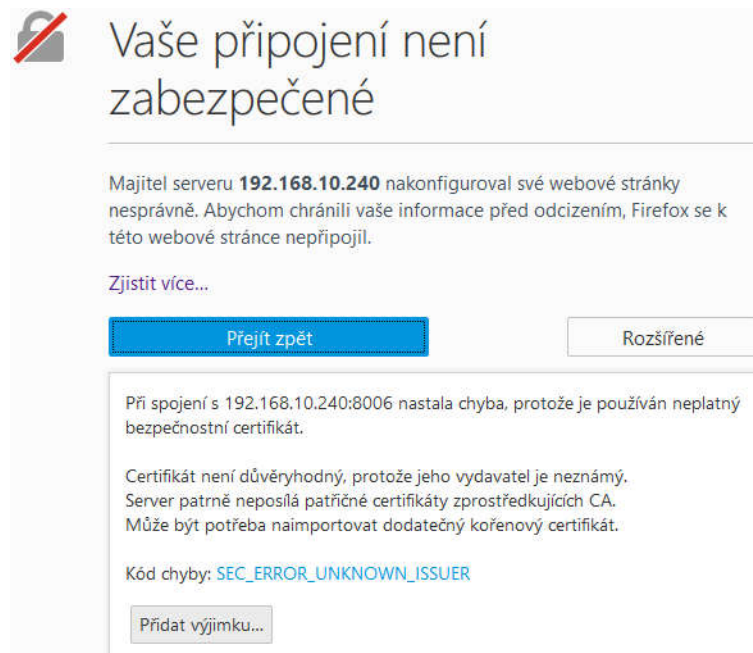 Vaše připojení není
zabezpečené
Majitel serveru 192.168.10.240 nakonfiguroval své webové stránky
nesprávně. Abychom chránili vaše informace před odcizením, Firefox se k
této webové stránce nepřipojil.
Zjistit více...
Přejít zpět
Rozšířené
Při spojení s 192.168.10.240:8006 nastala chyba, protože je používán neplatný
bezpečnostní certifikát.
Certifikát není důvěryhodný, protože jeho vydavatel je neznámý.
Server patrně neposílá patřičné certifikáty zprostředkujících CA.
Může být potřeba naimportovat dodatečný kořenový certifikát.
Kód chyby: SEC_ERROR_UNKNOWN_ISSUER
Přidat výjimku...